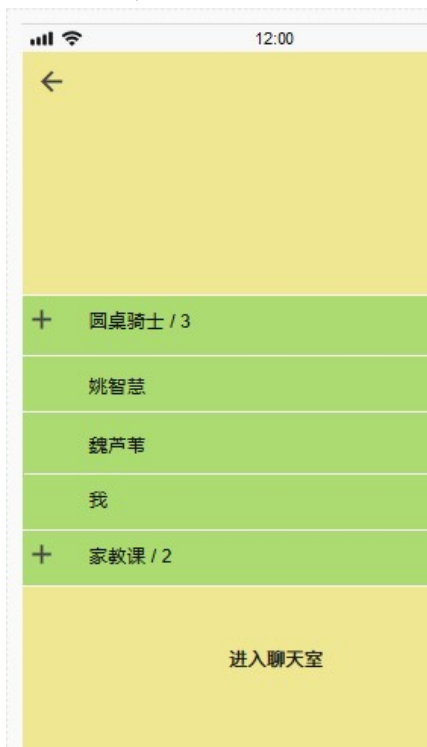 12:00
圆桌骑士 / 3
姚智慧
魏芦苇
我
家教课 / 2
进入聊天室